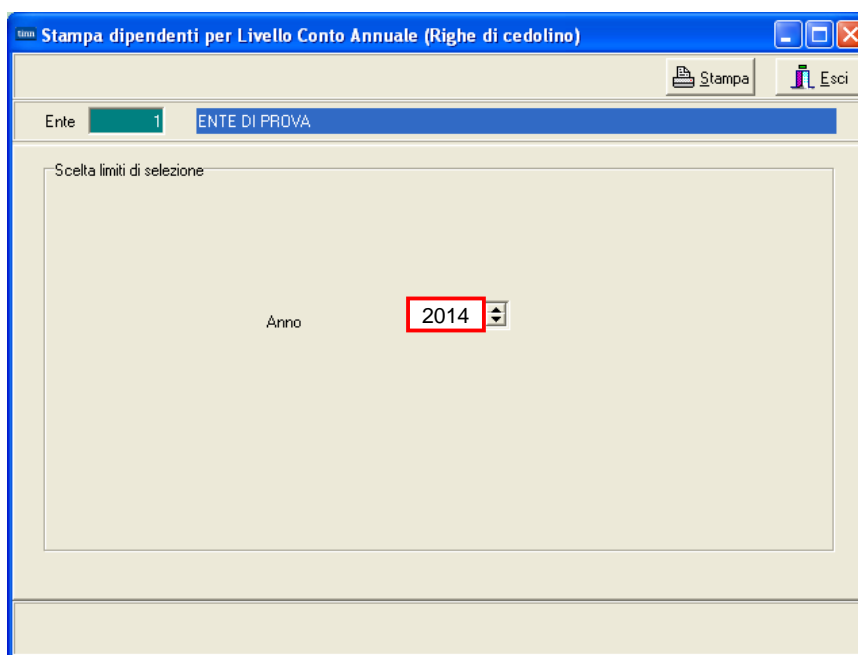 tinn Stampa dipendenti per Livello Conto Annuale (Righe di cedolino)
Stampa Esci
Ente 1 ENTE DI PROVA
Scelta limiti di selezione
Anno 2014